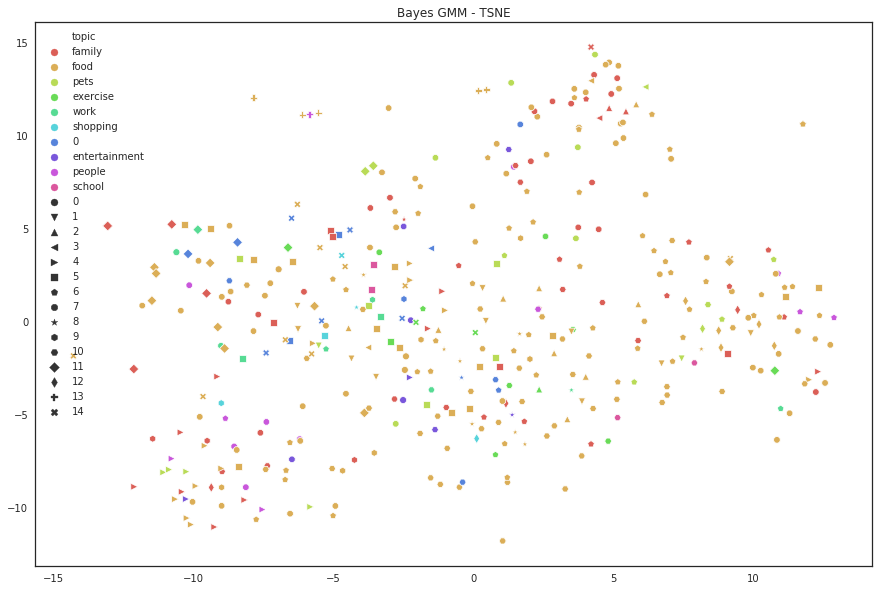 Bayes GMM - TSNE
topic
family
food
pets
exercise
work
shopping
0
entertainment
people
school
0
1
2
3
4
5
6
7
8
9
10
11
12
13
14
15
10
5
0
−5
−10
−15
−10
−5
0
5
10